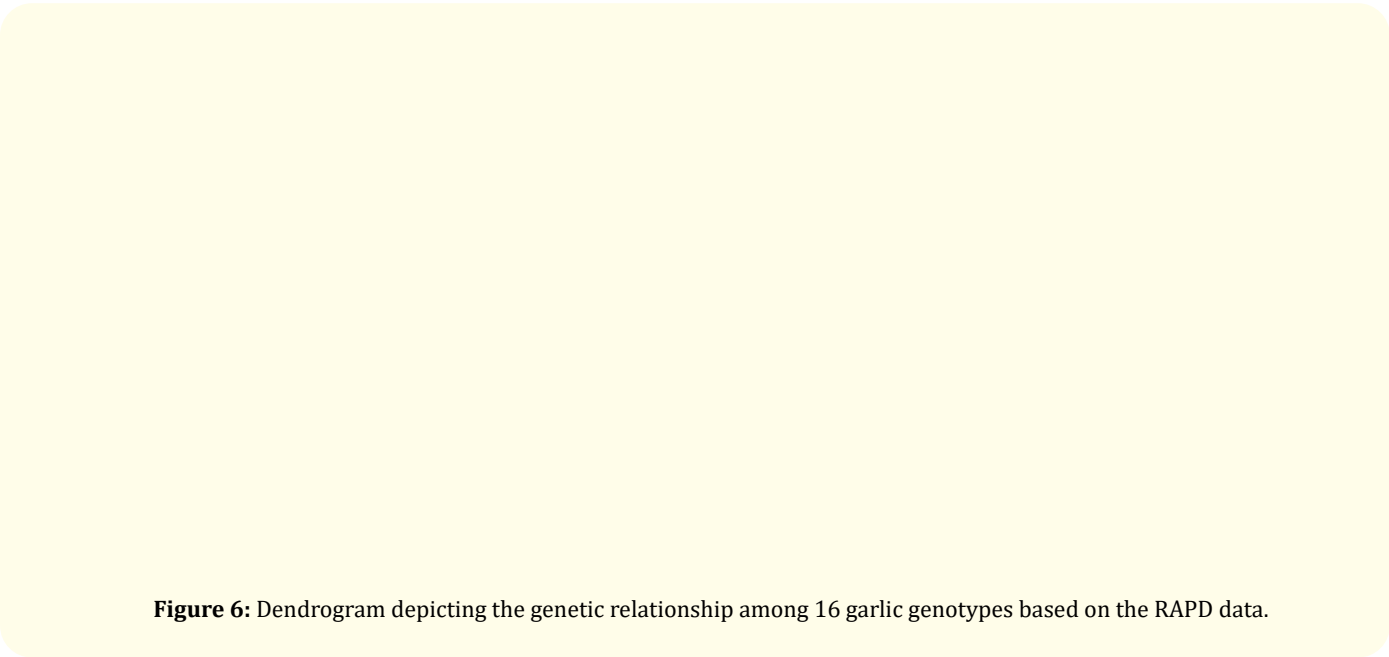 Figure 6: Dendrogram depicting the genetic relationship among 16 garlic genotypes based on the RAPD data.